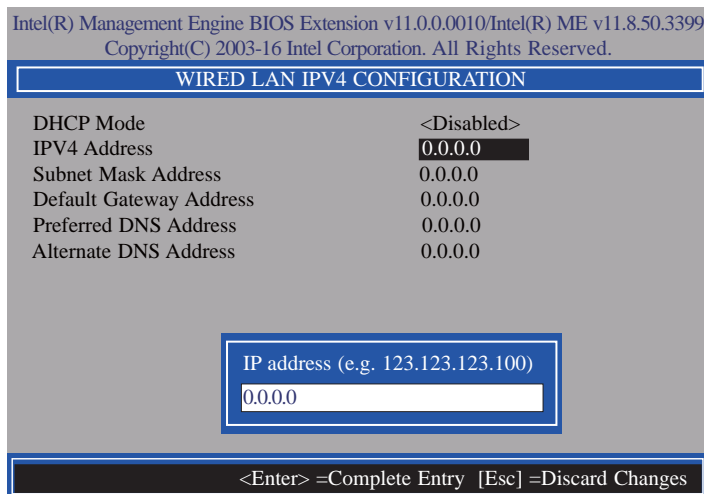 Intel(R) Management Engine BIOS Extension v11.0.0.0010/Intel(R) ME v11.8.50.3399
Copyright(C) 2003-16 Intel Corporation. All Rights Reserved.
WIRED LAN IPV4 CONFIGURATION
DHCP Mode <Disabled>
IPV4 Address 0.0.0.0
Subnet Mask Address 0.0.0.0
Default Gateway Address 0.0.0.0
Preferred DNS Address 0.0.0.0
Alternate DNS Address 0.0.0.0
IP address (e.g. 123.123.123.100)
0.0.0.0
<Enter> =Complete Entry [Esc] =Discard Changes